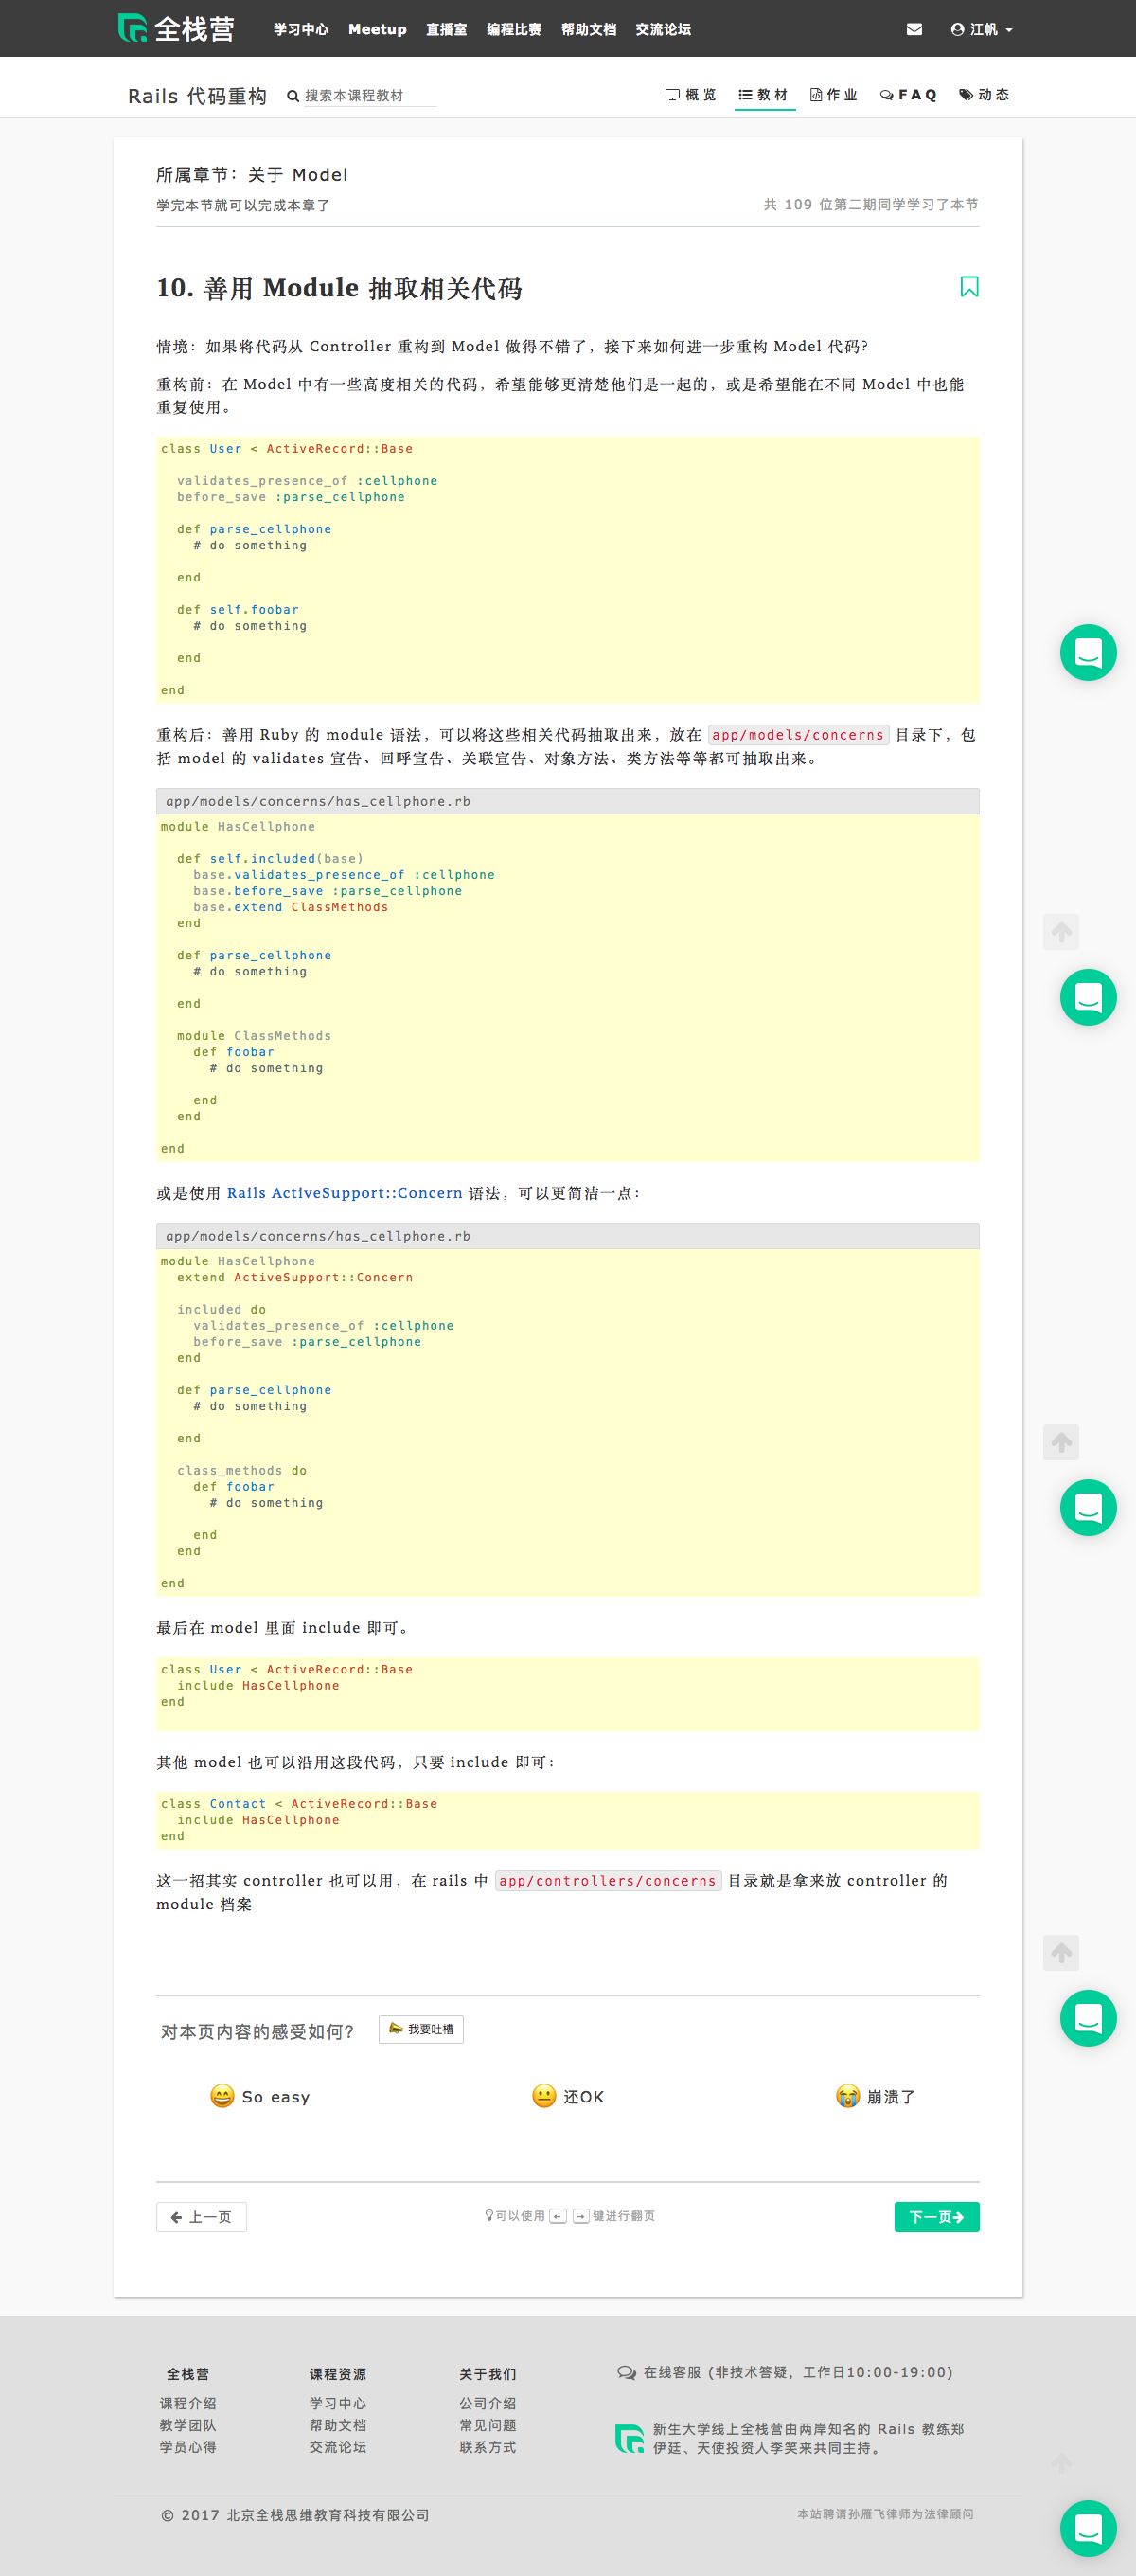 全栈营 学习中心 Meetup 直播室 编程比赛 帮助文档 交流论坛 江帆
Rails 代码重构 搜索本课程教材 概览 教材 作业 FAQ 动态
所属章节：关于 Model
学完本节就可以完成本章了 共 109 位第二期同学学习了本节
10. 善用 Module 抽取相关代码
情境：如果将代码从 Controller 重构到 Model 做得不错了，接下来如何进一步重构 Model 代码？
重构前：在 Model 中有一些高度相关的代码，希望能够更清楚他们是一起的，或是希望能在不同 Model 中也能
重复使用。
class User < ActiveRecord::Base
  validates_presence_of :cellphone
  before_save :parse_cellphone
  def parse_cellphone
    # do something
  end
  def self.foobar
    # do something
  end
end
重构后：善用 Ruby 的 module 语法，可以将这些相关代码抽取出来，放在 app/models/concerns 目录下，包
括 model 的 validates 宣告、回呼宣告、关联宣告、对象方法、类方法等等都可抽取出来。
app/models/concerns/has_cellphone.rb
module HasCellphone
  def self.included(base)
    base.validates_presence_of :cellphone
    base.before_save :parse_cellphone
    base.extend ClassMethods
  end
  def parse_cellphone
    # do something
  end
  module ClassMethods
    def foobar
      # do something
    end
  end
end
或是使用 Rails ActiveSupport::Concern 语法，可以更简洁一点：
app/models/concerns/has_cellphone.rb
module HasCellphone
  extend ActiveSupport::Concern
  included do
    validates_presence_of :cellphone
    before_save :parse_cellphone
  end
  def parse_cellphone
    # do something
  end
  class_methods do
    def foobar
      # do something
    end
  end
end
最后在 model 里面 include 即可。
class User < ActiveRecord::Base
  include HasCellphone
end
其他 model 也可以沿用这段代码，只要 include 即可：
class Contact < ActiveRecord::Base
  include HasCellphone
end
这一招其实 controller 也可以用，在 rails 中 app/controllers/concerns 目录就是拿来放 controller 的
module 档案
对本页内容的感受如何? 我要吐槽
So easy 还OK 崩溃了
上一页 可以使用 ← → 键进行翻页 下一页
全栈营 课程资源 关于我们 在线客服 (非技术答疑，工作日10:00-19:00)
课程介绍 学习中心 公司介绍
教学团队 帮助文档 常见问题 新生大学线上全栈营由两岸知名的 Rails 教练郑
学员心得 交流论坛 联系方式 伊廷、天使投资人李笑来共同主持。
© 2017 北京全栈思维教育科技有限公司 本站聘请孙雁飞律师为法律顾问